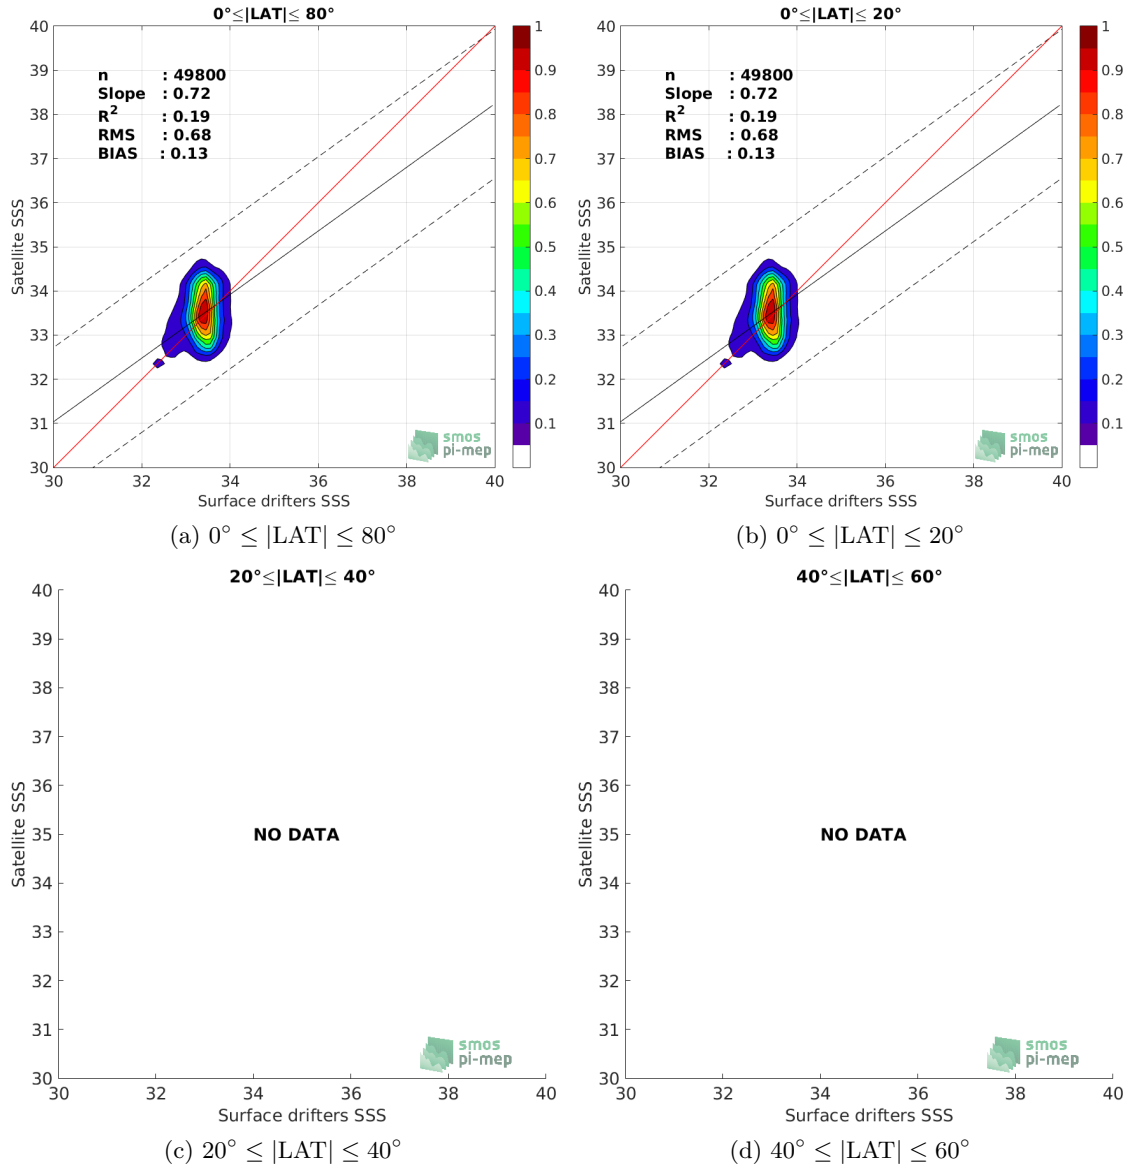 0°≤|LAT|≤ 80°
40
39
38
37
36
35
34
33
32
31
30
Satellite SSS
n : 49800
Slope : 0.72
R² : 0.19
RMS : 0.68
BIAS : 0.13
smos
pi-mep
30 32 34 36 38 40
Surface drifters SSS
1
0.9
0.8
0.7
0.6
0.5
0.4
0.3
0.2
0.1
(a) 0° ≤ |LAT| ≤ 80°
0°≤|LAT|≤ 20°
40
39
38
37
36
35
34
33
32
31
30
Satellite SSS
n : 49800
Slope : 0.72
R² : 0.19
RMS : 0.68
BIAS : 0.13
smos
pi-mep
30 32 34 36 38 40
Surface drifters SSS
1
0.9
0.8
0.7
0.6
0.5
0.4
0.3
0.2
0.1
(b) 0° ≤ |LAT| ≤ 20°
20°≤|LAT|≤ 40°
40
39
38
37
36
35
34
33
32
31
30
Satellite SSS
NO DATA
smos
pi-mep
30 32 34 36 38 40
Surface drifters SSS
(c) 20° ≤ |LAT| ≤ 40°
40°≤|LAT|≤ 60°
40
39
38
37
36
35
34
33
32
31
30
Satellite SSS
NO DATA
smos
pi-mep
30 32 34 36 38 40
Surface drifters SSS
(d) 40° ≤ |LAT| ≤ 60°